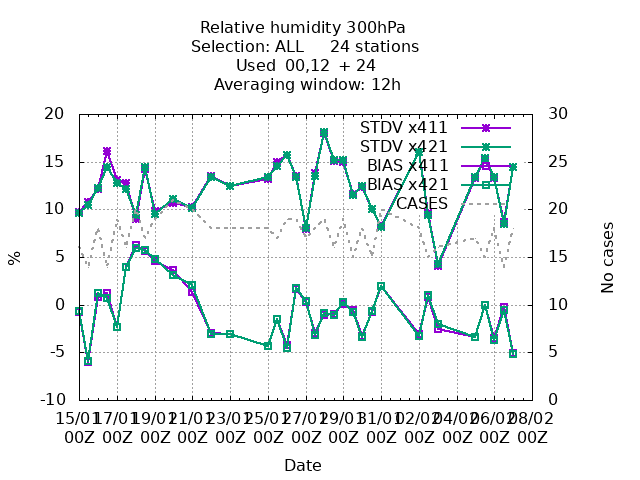 Relative humidity 300hPa
Selection: ALL 24 stations
Used 00,12 + 24
Averaging window: 12h
20 30
STDV x411
STDV x421
15 25
BIAS x411
BIAS x421
CASES
10 20
%
No cases
5 15
0 10
-5 5
-10 0
15/01 17/01 19/01 21/01 23/01 25/01 27/01 29/01 31/01 02/02 04/02 06/02 08/02
00Z 00Z 00Z 00Z 00Z 00Z 00Z 00Z 00Z 00Z 00Z 00Z 00Z
Date